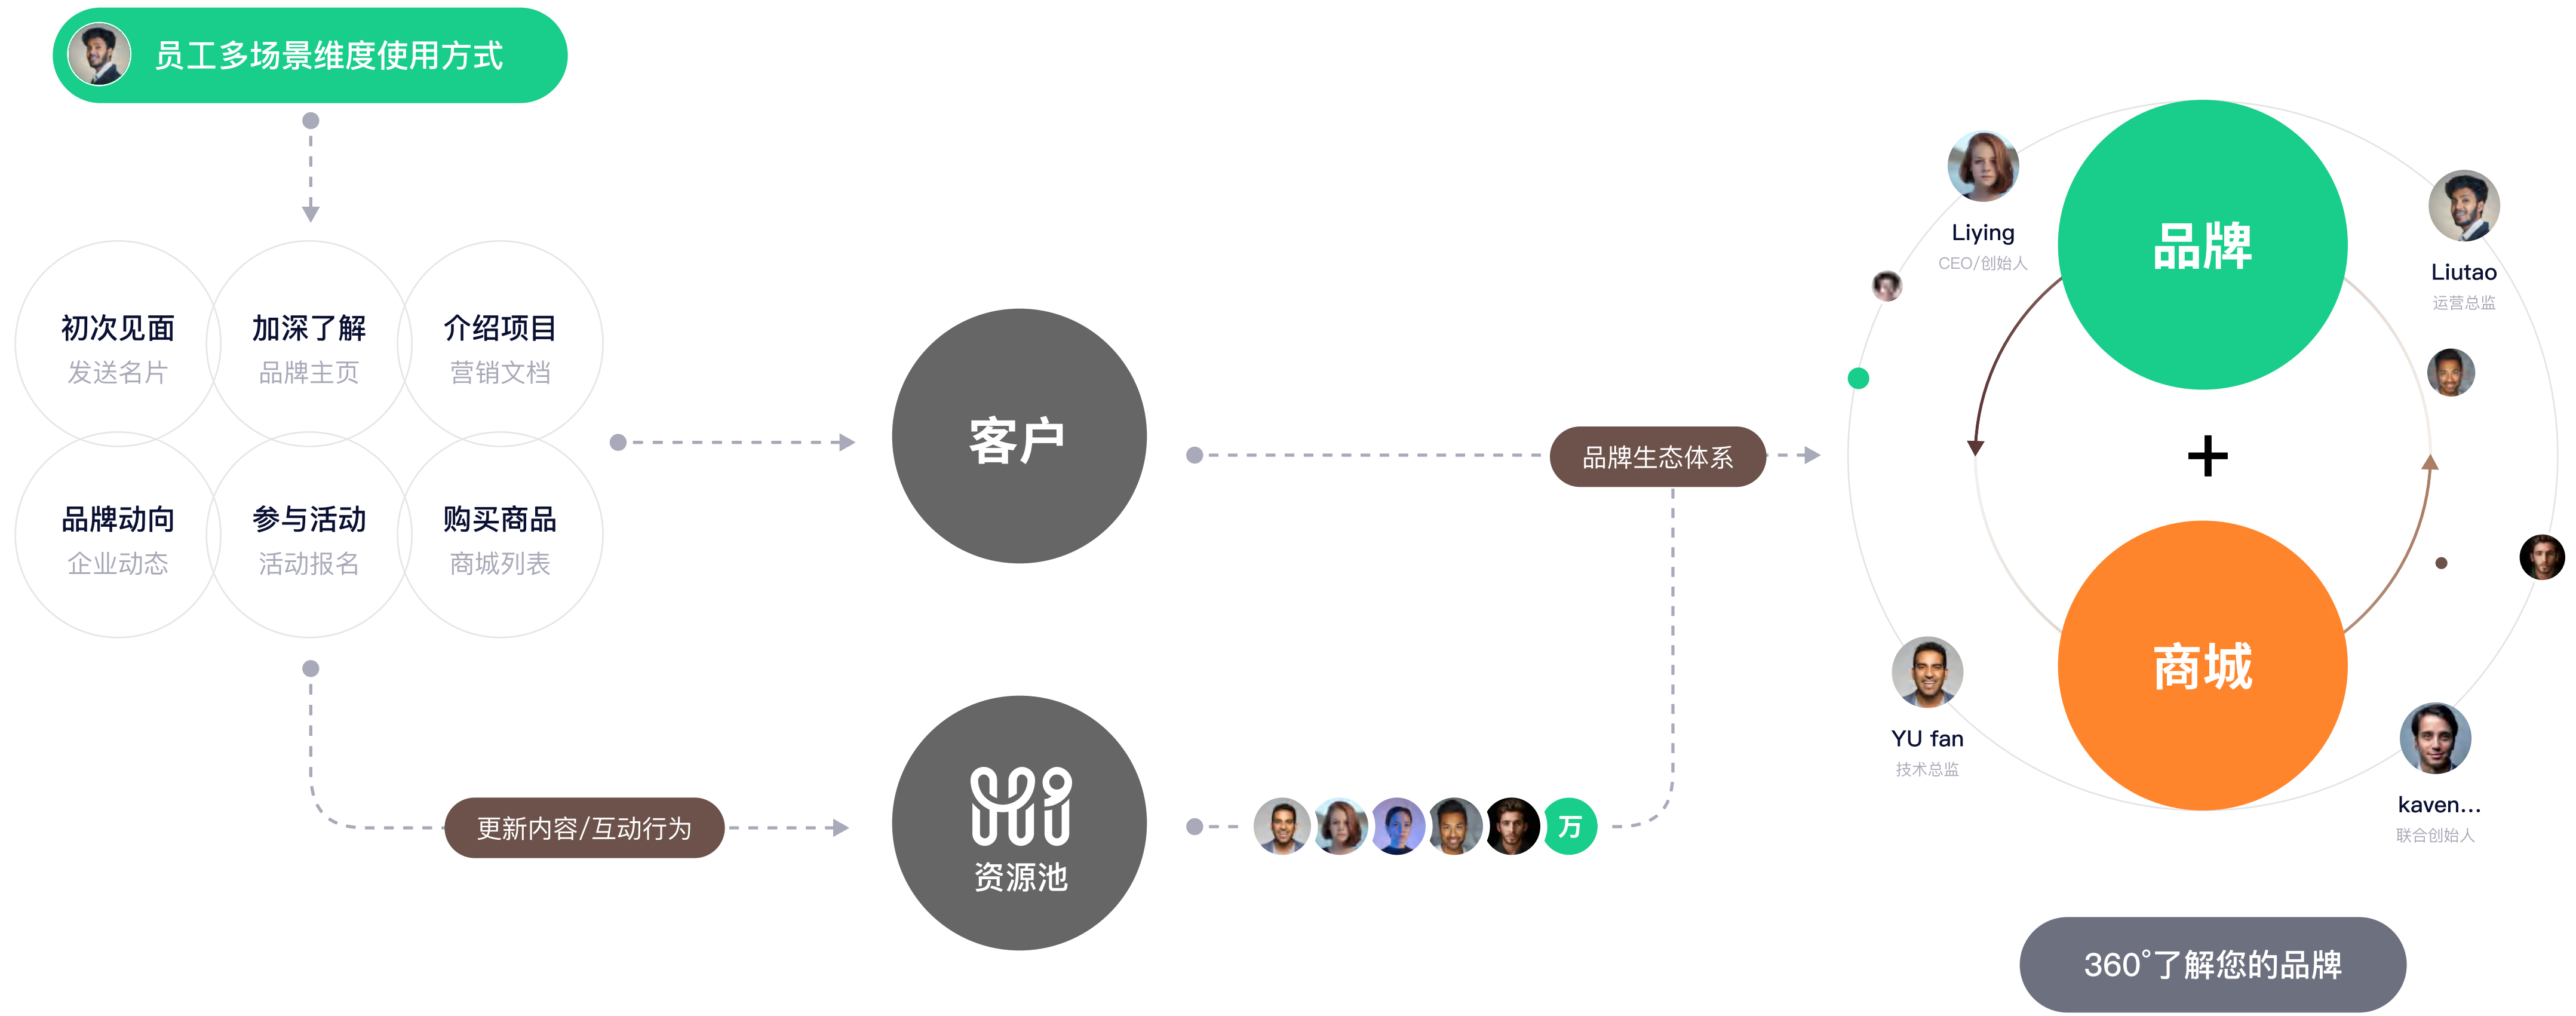 员工多场景维度使用方式
初次见面
发送名片
加深了解
品牌主页
介绍项目
营销文档
品牌动向
企业动态
参与活动
活动报名
购买商品
商城列表
更新内容/互动行为
客户
资源池
万
品牌生态体系
品牌
+
商城
Liying
CEO/创始人
Liutao
运营总监
YU fan
技术总监
kaven...
联合创始人
360°了解您的品牌